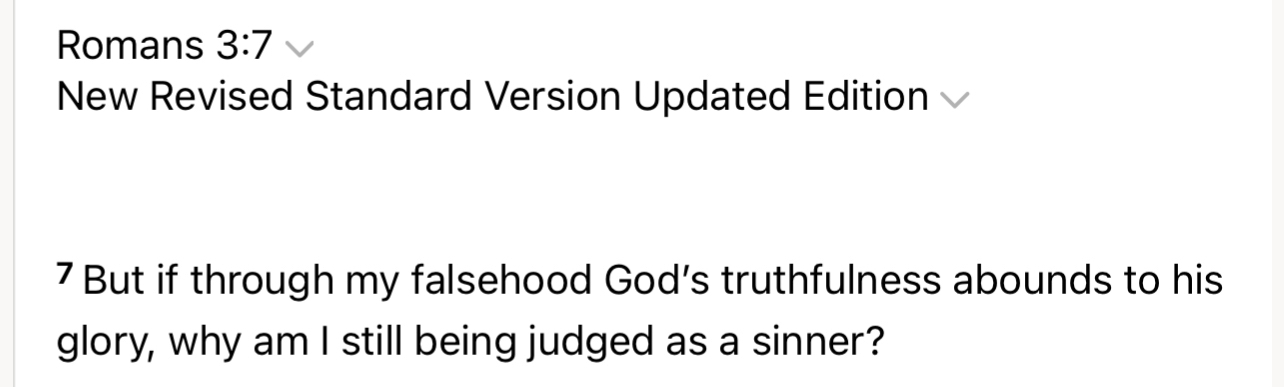 Romans 3:7
New Revised Standard Version Updated Edition
7 But if through my falsehood God’s truthfulness abounds to his
glory, why am I still being judged as a sinner?